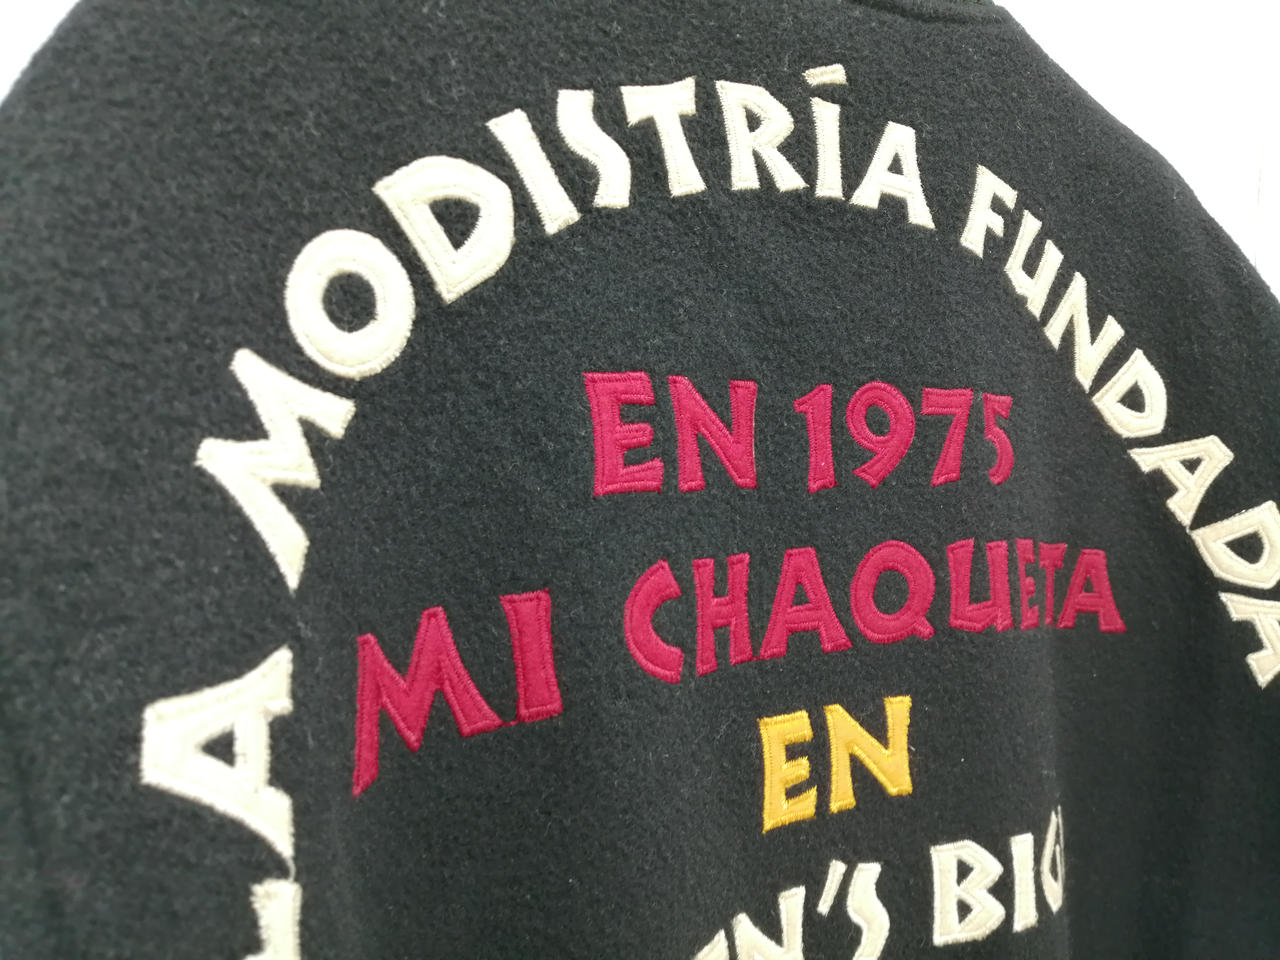 LA MODISTRÍA FUNDADA
EN 1975
MI CHAQUETA
EN